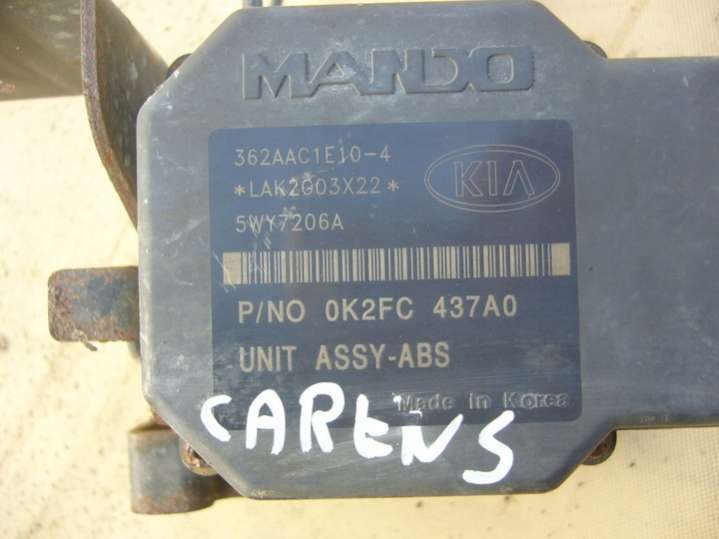 MANDO
362AAC1E10-4
*LAK2G03X22*
KIA
5WY7206A
P/NO 0K2FC 437A0
UNIT ASSY-ABS
Made in Korea
CARENS